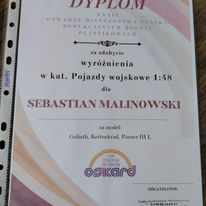 DYPLOM
XXXIV
OTWARTE MISTRZOSTWA ŚLĄSKA
REDUKCYJNYCH MODELI
PLASTIKOWYCH
za zdobycie
wyróżnienia
w kat. Pojazdy wojskowe 1:48
dla
SEBASTIAN MALINOWSKI
za model:
Goliath, Kettenkrad, Panzer III L
oskard
ORGANIZATOR: